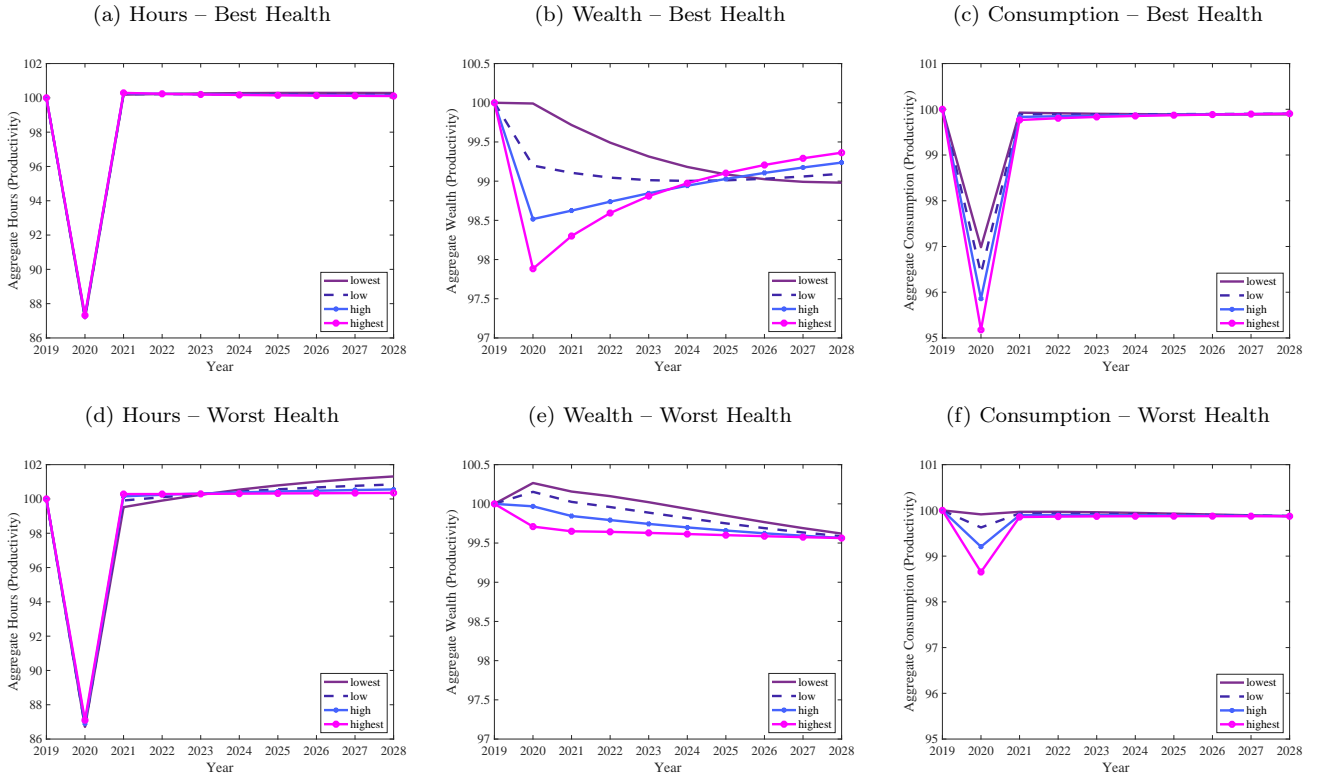 (a) Hours – Best Health
Aggregate Hours (Productivity)
102
100
98
96
94
92
90
88
86
2019 2020 2021 2022 2023 2024 2025 2026 2027 2028
Year
lowest
low
high
highest
(b) Wealth – Best Health
Aggregate Wealth (Productivity)
100.5
100
99.5
99
98.5
98
97.5
97
2019 2020 2021 2022 2023 2024 2025 2026 2027 2028
Year
lowest
low
high
highest
(c) Consumption – Best Health
Aggregate Consumption (Productivity)
101
100
99
98
97
96
95
2019 2020 2021 2022 2023 2024 2025 2026 2027 2028
Year
lowest
low
high
highest
(d) Hours – Worst Health
Aggregate Hours (Productivity)
102
100
98
96
94
92
90
88
86
2019 2020 2021 2022 2023 2024 2025 2026 2027 2028
Year
lowest
low
high
highest
(e) Wealth – Worst Health
Aggregate Wealth (Productivity)
100.5
100
99.5
99
98.5
98
97.5
97
2019 2020 2021 2022 2023 2024 2025 2026 2027 2028
Year
lowest
low
high
highest
(f) Consumption – Worst Health
Aggregate Consumption (Productivity)
101
100
99
98
97
96
95
2019 2020 2021 2022 2023 2024 2025 2026 2027 2028
Year
lowest
low
high
highest